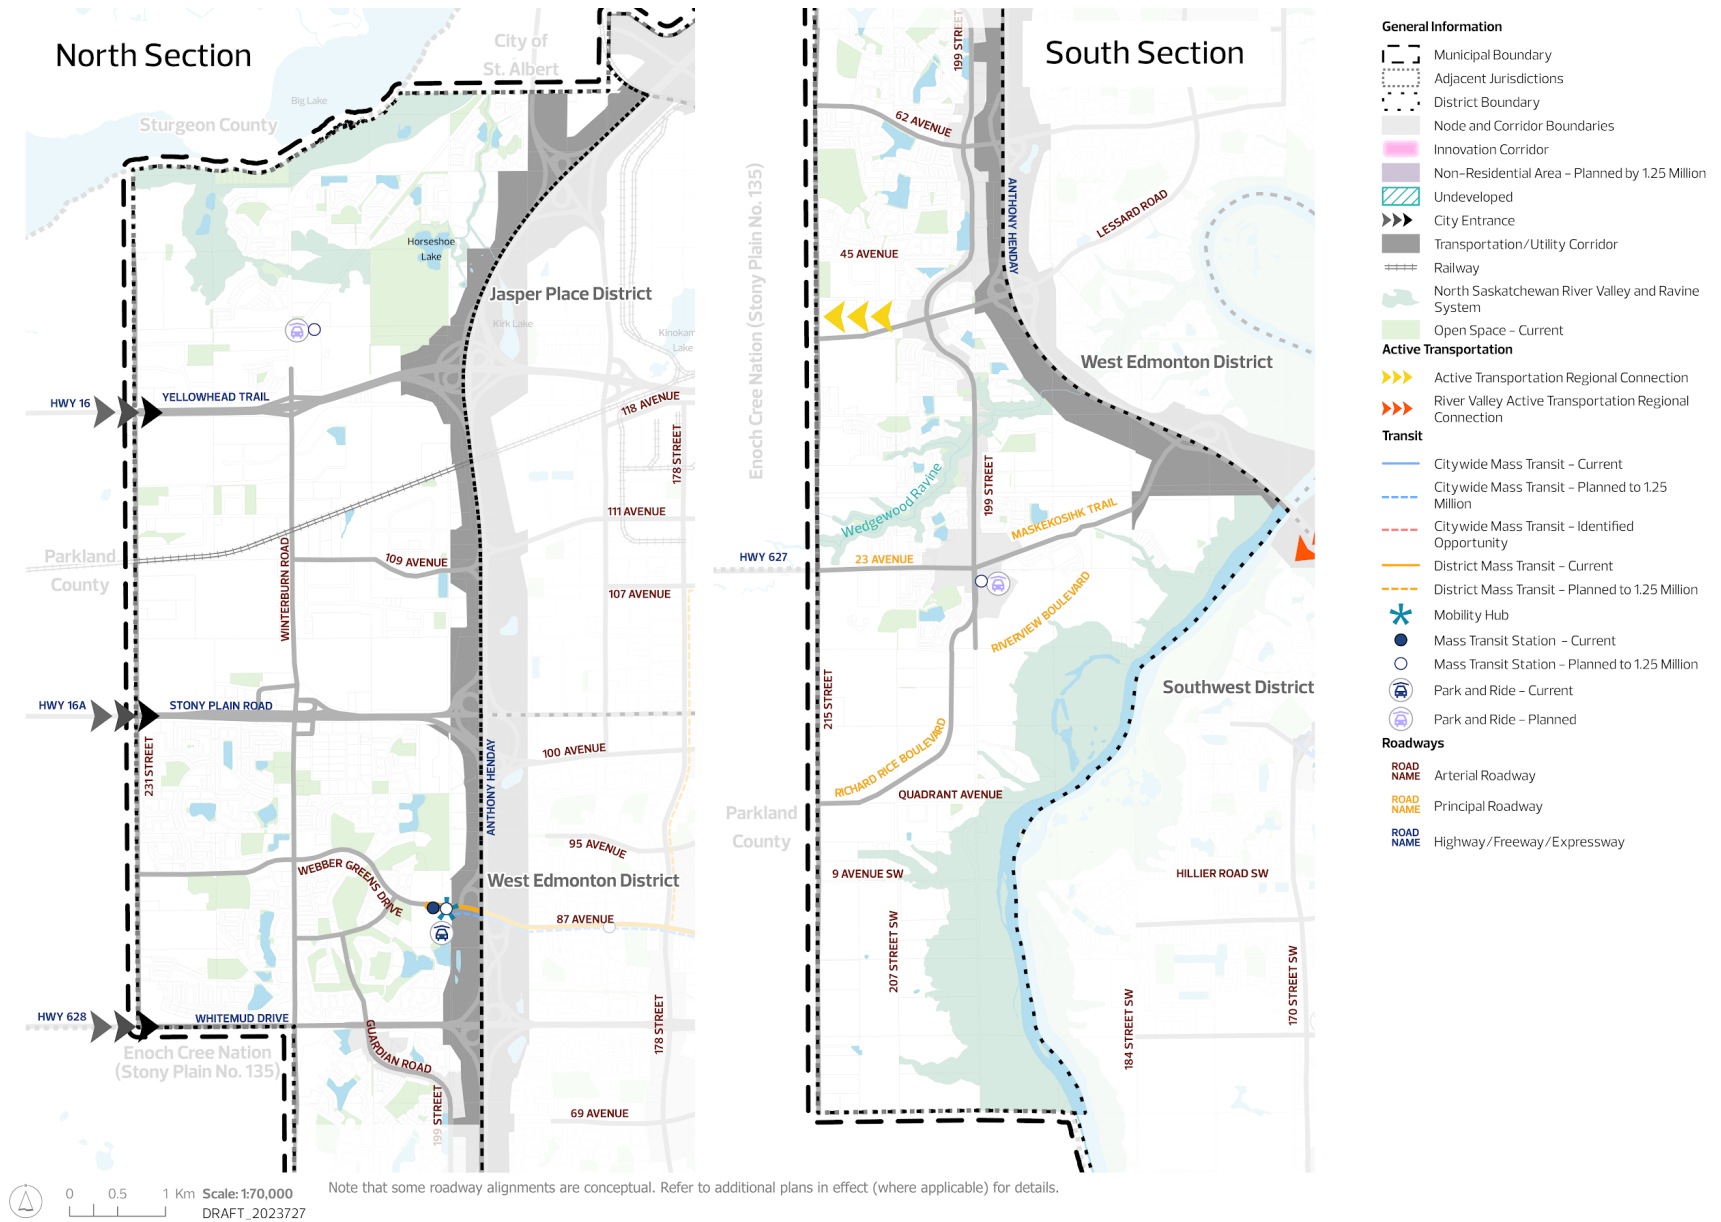 North Section
City of
St. Albert
Big Lake
Sturgeon County
Horseshoe
Lake
Jasper Place District
Kirk Lake
Kinokam
Lake
HWY 16
YELLOWHEAD TRAIL
118 AVENUE
178 STREET
111 AVENUE
Parkland
County
WINTERBURN ROAD
109 AVENUE
107 AVENUE
HWY 16A
STONY PLAIN ROAD
231 STREET
ANTHONY HENDAY
100 AVENUE
95 AVENUE
WEBBER GREENS DRIVE
West Edmonton District
87 AVENUE
HWY 628
WHITEMUD DRIVE
178 STREET
Enoch Cree Nation
(Stony Plain No. 135)
GUARDIAN ROAD
199 STREET
69 AVENUE
South Section
199 STREET
62 AVENUE
Enoch Cree Nation (Stony Plain No. 135)
ANTHONY HENDAY
LESSARD ROAD
45 AVENUE
West Edmonton District
199 STREET
Wedgewood Ravine
MASKEKOSIHK TRAIL
HWY 627
23 AVENUE
RIVERVIEW BOULEVARD
215 STREET
Southwest District
RICHARD RICE BOULEVARD
QUADRANT AVENUE
Parkland
County
9 AVENUE SW
HILLIER ROAD SW
207 STREET SW
184 STREET SW
170 STREET SW
General Information
Municipal Boundary
Adjacent Jurisdictions
District Boundary
Node and Corridor Boundaries
Innovation Corridor
Non-Residential Area - Planned by 1.25 Million
Undeveloped
City Entrance
Transportation/Utility Corridor
Railway
North Saskatchewan River Valley and Ravine
System
Open Space - Current
Active Transportation
Active Transportation Regional Connection
River Valley Active Transportation Regional
Connection
Transit
Citywide Mass Transit - Current
Citywide Mass Transit - Planned to 1.25
Million
Citywide Mass Transit - Identified
Opportunity
District Mass Transit - Current
District Mass Transit - Planned to 1.25 Million
Mobility Hub
Mass Transit Station - Current
Mass Transit Station - Planned to 1.25 Million
Park and Ride - Current
Park and Ride - Planned
Roadways
ROAD
NAME
Arterial Roadway
ROAD
NAME
Principal Roadway
ROAD
NAME
Highway/Freeway/Expressway
0 0.5 1 Km
Scale: 1:70,000
DRAFT_2023727
Note that some roadway alignments are conceptual. Refer to additional plans in effect (where applicable) for details.